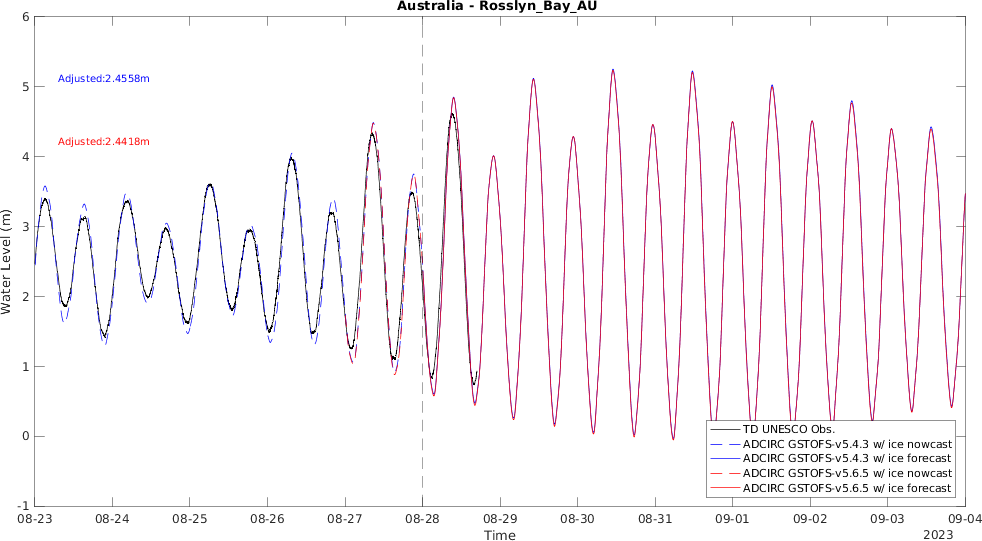 Australia - Rosslyn_Bay_AU
6
5
4
3
2
1
0
-1
Water Level (m)
Adjusted:2.4558m
Adjusted:2.4418m
TD UNESCO Obs.
ADCIRC GSTOFS-v5.4.3 w/ ice nowcast
ADCIRC GSTOFS-v5.4.3 w/ ice forecast
ADCIRC GSTOFS-v5.6.5 w/ ice nowcast
ADCIRC GSTOFS-v5.6.5 w/ ice forecast
08-23 08-24 08-25 08-26 08-27 08-28 08-29 08-30 08-31 09-01 09-02 09-03 09-04
Time
2023